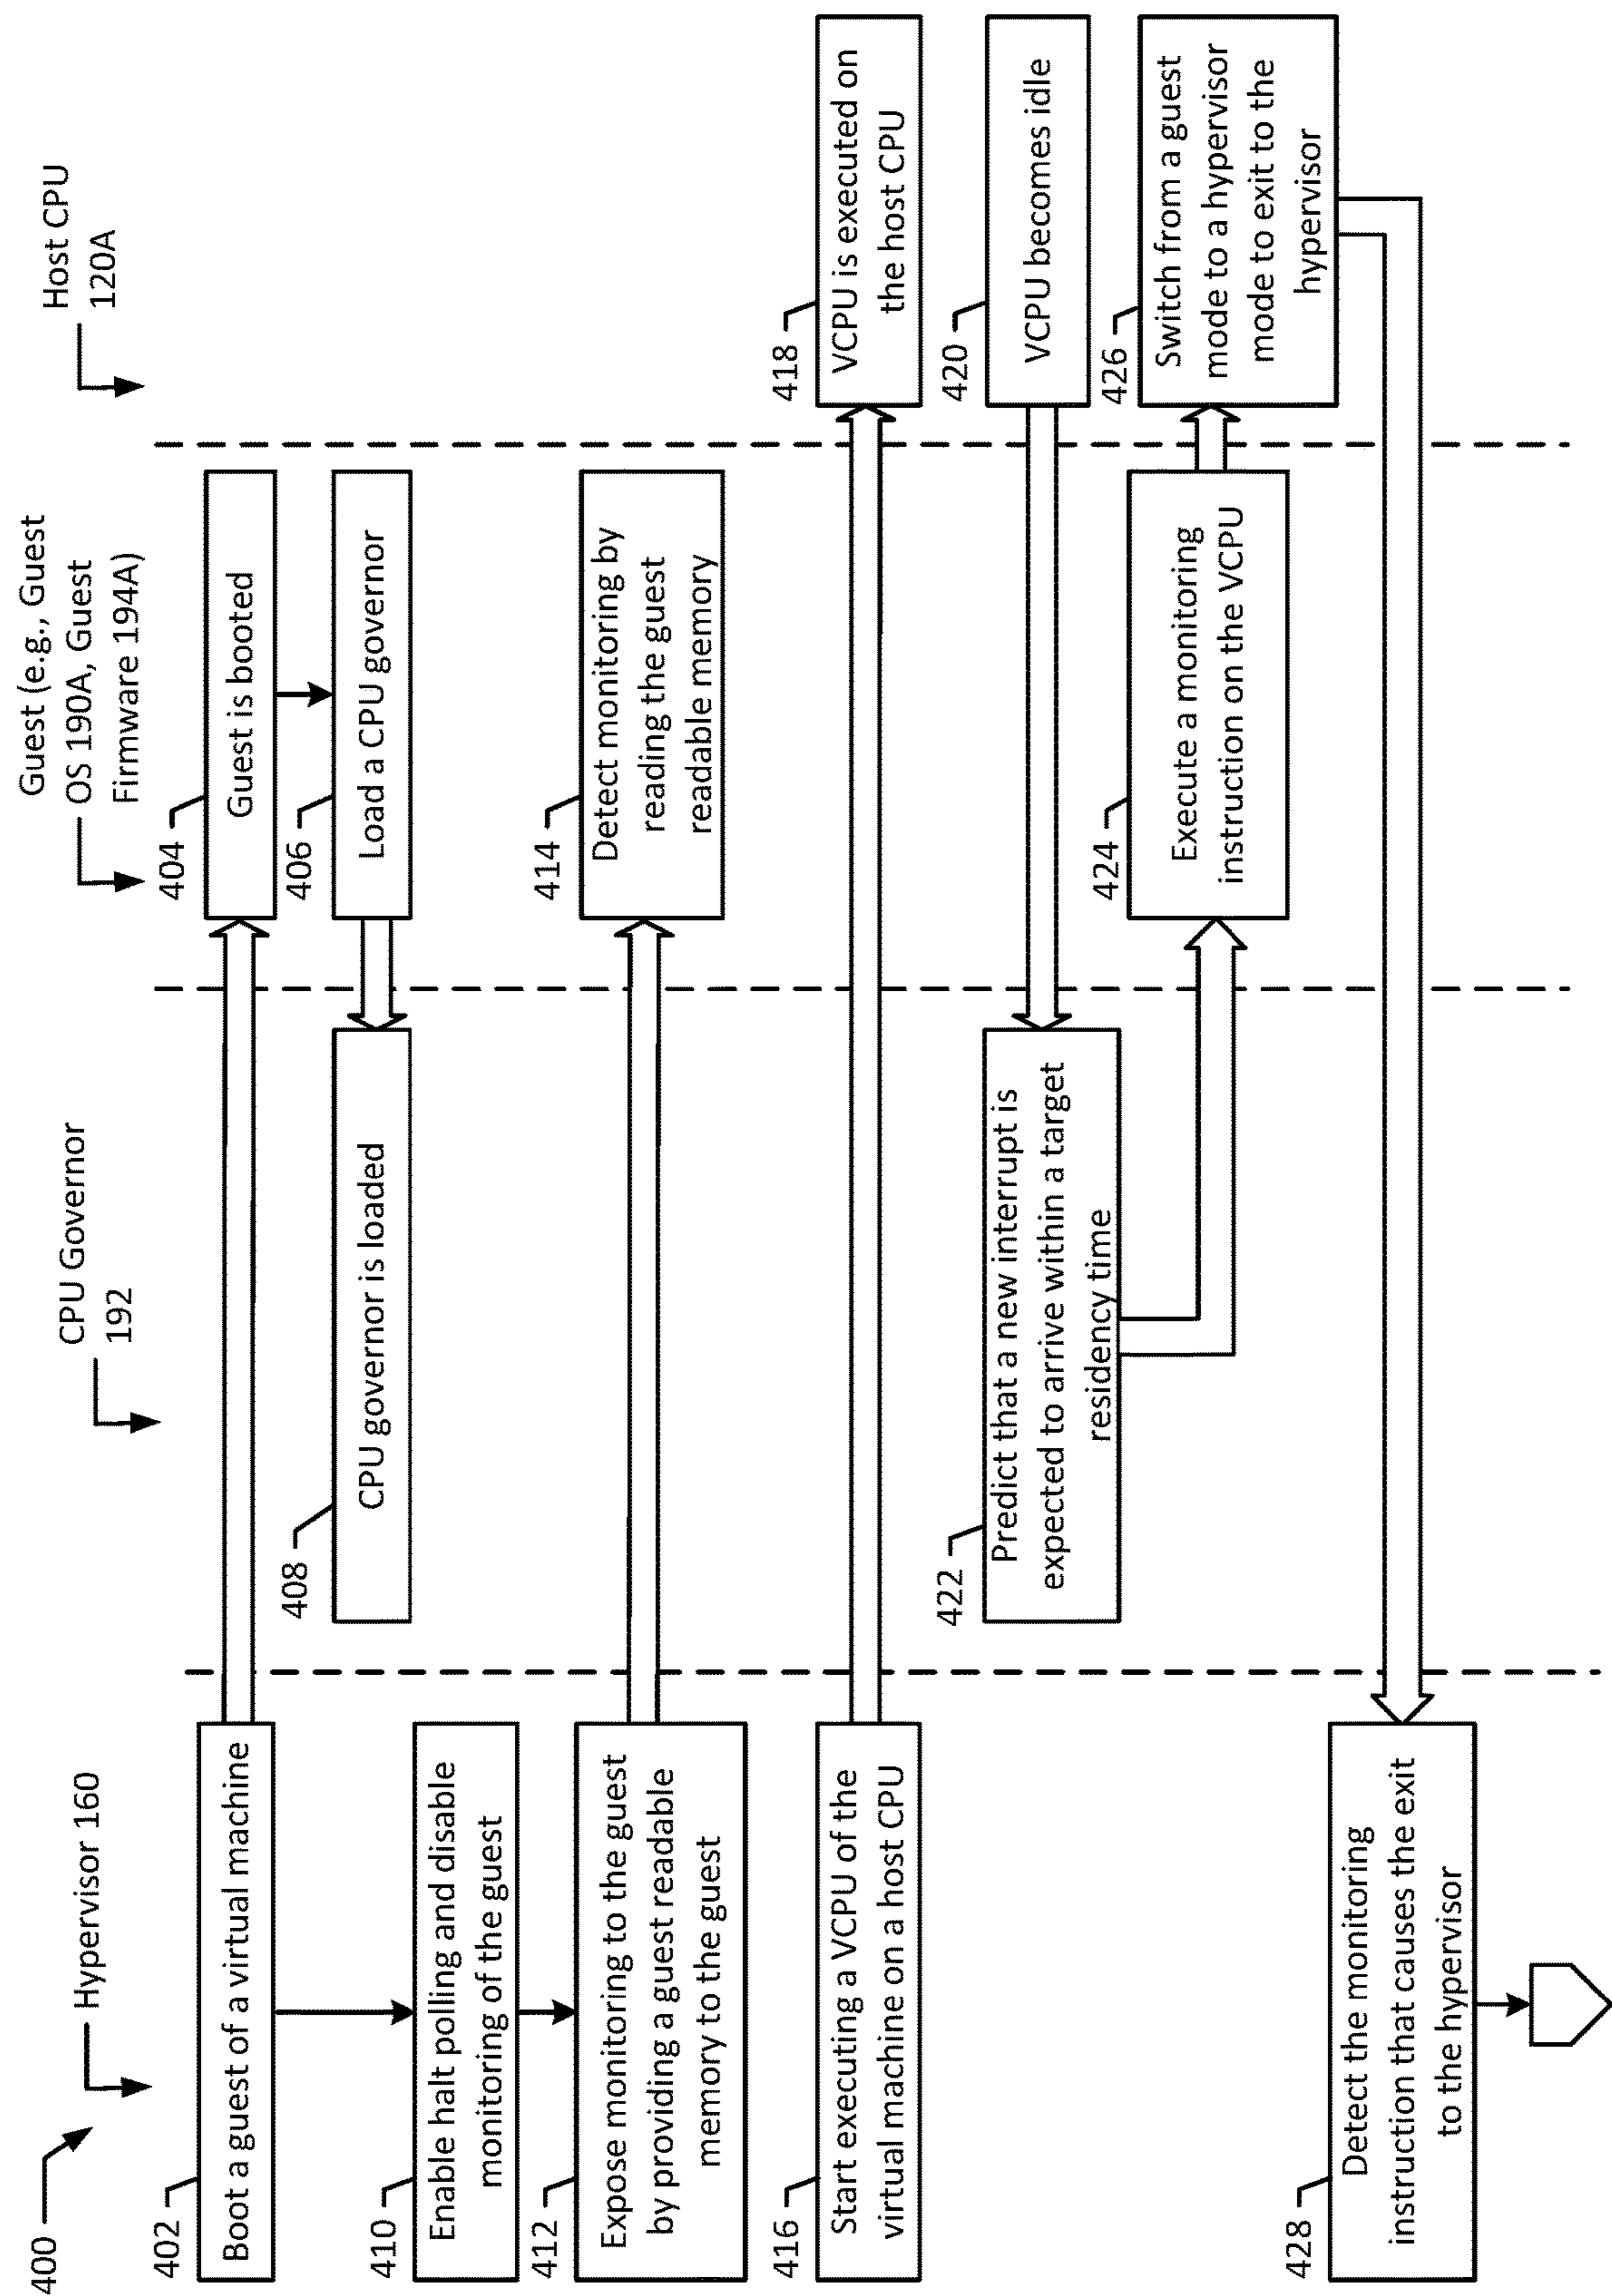 400
Hypervisor 160
CPU Governor
192
Guest (e.g., Guest
OS 190A, Guest
Firmware 194A)
Host CPU
120A
402
Boot a guest of a virtual machine
404
Guest is booted
406
Load a CPU governor
408
CPU governor is loaded
410
Enable halt polling and disable
monitoring of the guest
412
Expose monitoring to the guest
by providing a guest readable
memory to the guest
414
Detect monitoring by
reading the guest
readable memory
416
Start executing a VCPU of the
virtual machine on a host CPU
418
VCPU is executed on
the host CPU
420
VCPU becomes idle
422
Predict that a new interrupt is
expected to arrive within a target
residency time
424
Execute a monitoring
instruction on the VCPU
426
Switch from a guest
mode to a hypervisor
mode to exit to the
hypervisor
428
Detect the monitoring
instruction that causes the exit
to the hypervisor